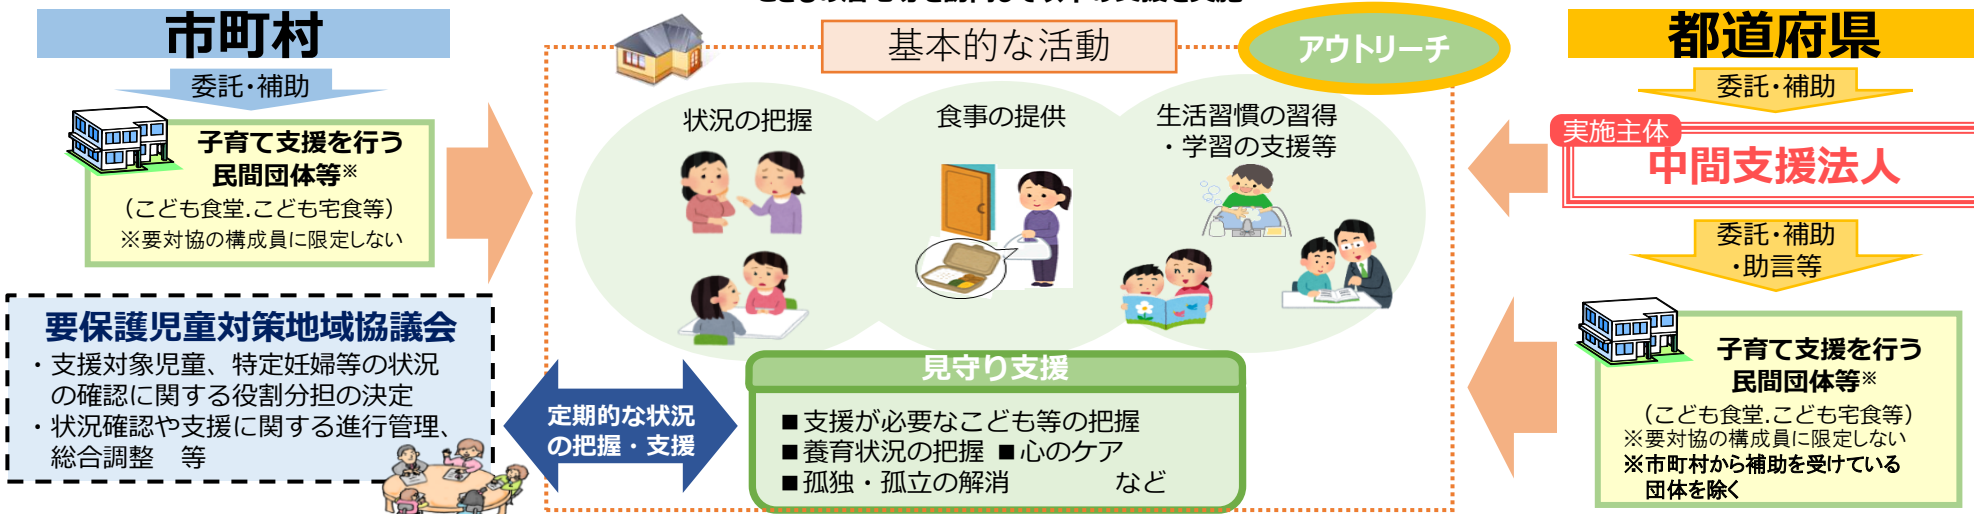 市町村
委託・補助
子育て支援を行う
民間団体等※
（こども食堂.こども宅食等）
※要対協の構成員に限定しない
要保護児童対策地域協議会
・支援対象児童、特定妊婦等の状況
の確認に関する役割分担の決定
・状況確認や支援に関する進行管理、
総合調整　等
基本的な活動
アウトリーチ
状況の把握
食事の提供
生活習慣の習得
・学習の支援等
定期的な状況
の把握・支援
見守り支援
■支援が必要なこども等の把握
■養育状況の把握 ■心のケア
■孤独・孤立の解消　など
都道府県
委託・補助
実施主体
中間支援法人
委託・補助
・助言等
子育て支援を行う
民間団体等※
（こども食堂.こども宅食等）
※要対協の構成員に限定しない
※市町村から補助を受けている
団体を除く